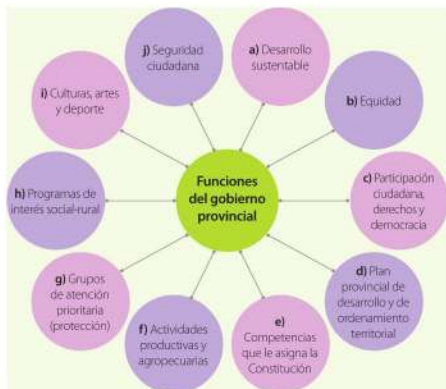 Funciones
del gobierno
provincial
a) Desarrollo
sustentable
b) Equidad
c) Participación
ciudadana,
derechos y
democracia
d) Plan
provincial de
desarrollo y de
ordenamiento
territorial
e)
Competencias
que le asigna la
Constitución
f) Actividades
productivas y
agropecuarias
g) Grupos
de atención
prioritaria
(protección)
h) Programas de
interés social-rural
i) Culturas, artes
y deporte
j) Seguridad
ciudadana